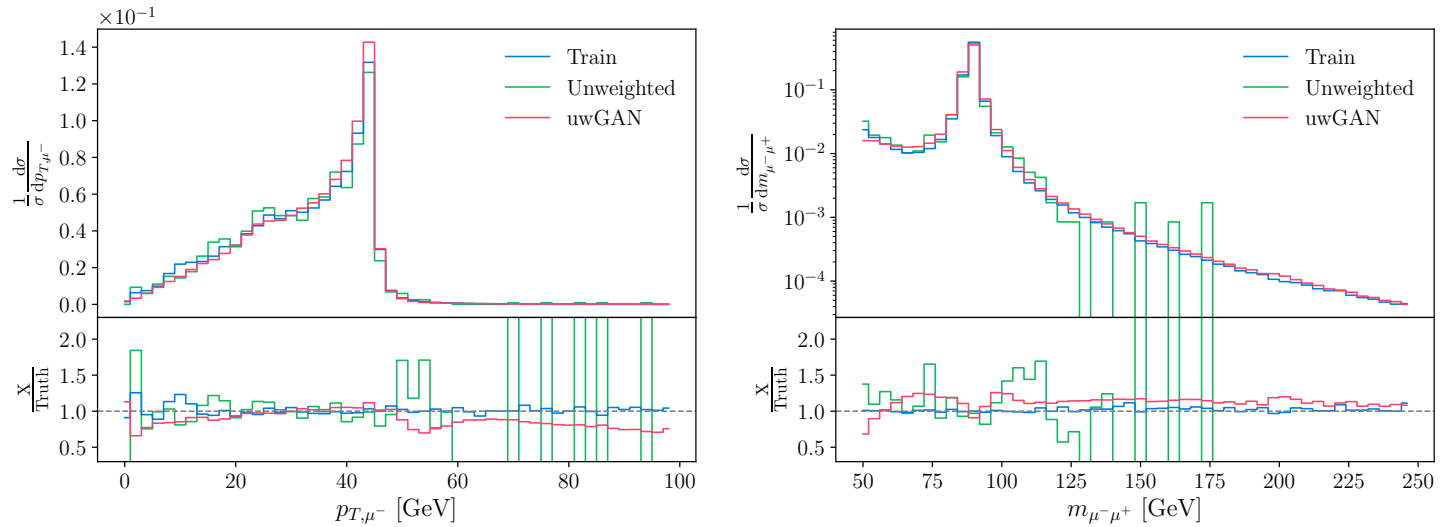 ×10⁻¹
1.4
1.2
1.0
0.8
0.6
0.4
0.2
0.0
1/σ dσ/dp_{T,μ⁻}
Train
Unweighted
uwGAN
2.0
1.5
1.0
0.5
X/Truth
0 20 40 60 80 100
p_{T,μ⁻} [GeV]
10⁻¹
10⁻²
10⁻³
10⁻⁴
1/σ dσ/dm_{μ⁻μ⁺}
Train
Unweighted
uwGAN
2.0
1.5
1.0
0.5
X/Truth
50 75 100 125 150 175 200 225 250
m_{μ⁻μ⁺} [GeV]